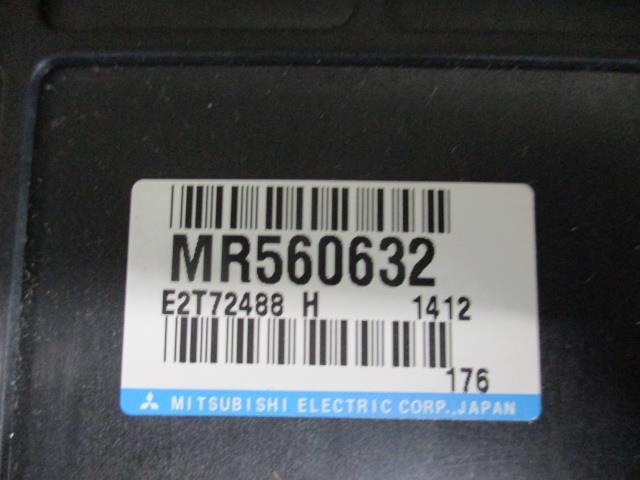 MR560632
E2T72488 H 1412
176
MITSUBISHI ELECTRIC CORP.,JAPAN